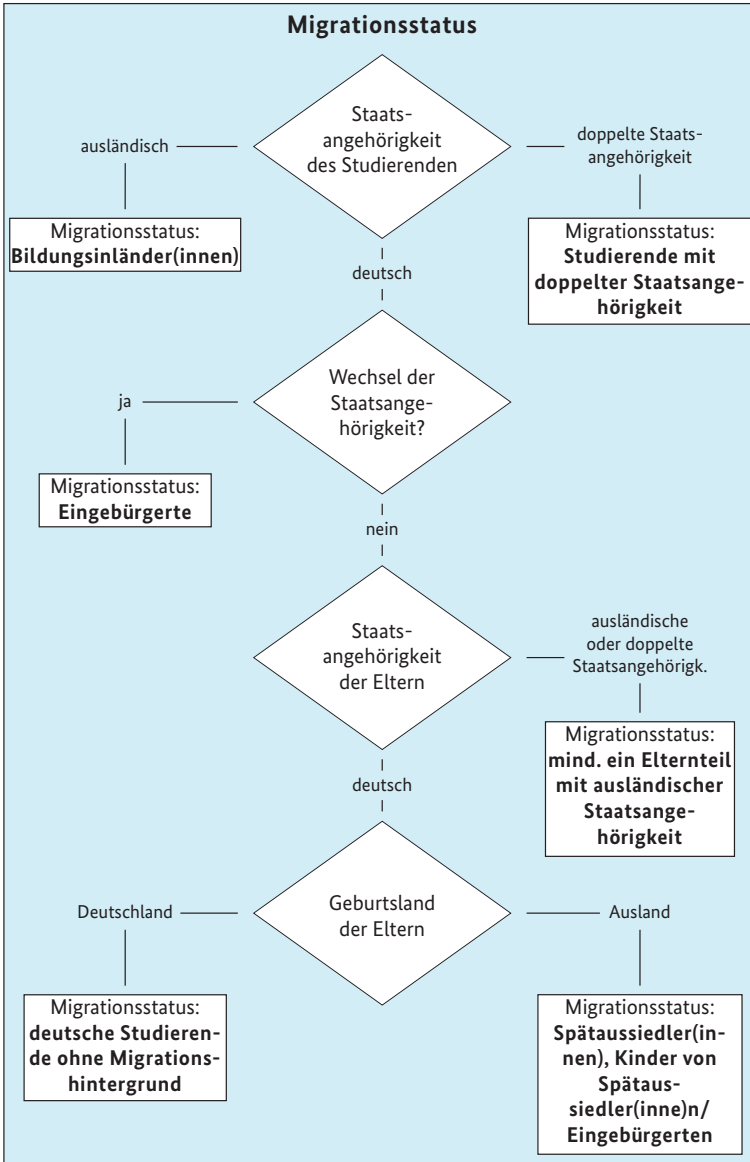 Migrationsstatus
Staats-
angehörigkeit
des Studierenden
ausländisch
doppelte Staats-
angehörigkeit
Migrationsstatus:
Bildungsinländer(innen)
Migrationsstatus:
Studierende mit
doppelter Staatsange-
hörigkeit
deutsch
Wechsel der
Staatsange-
hörigkeit?
ja
Migrationsstatus:
Eingebürgerte
nein
Staats-
angehörigkeit
der Eltern
ausländische
oder doppelte
Staatsangehörigk.
Migrationsstatus:
mind. ein Elternteil
mit ausländischer
Staatsange-
hörigkeit
deutsch
Geburtsland
der Eltern
Deutschland
Ausland
Migrationsstatus:
deutsche Studieren-
de ohne Migrations-
hintergrund
Migrationsstatus:
Spätaussiedler(in-
nen), Kinder von
Spätaus-
siedler(inne)n/
Eingebürgerten